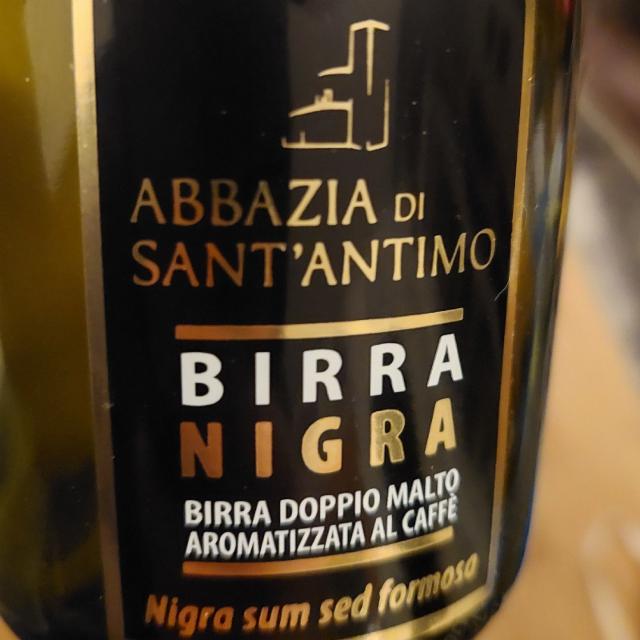 ABBAZIA DI
SANT'ANTIMO
BIRRA
NIGRA
BIRRA DOPPIO MALTO
AROMATIZZATA AL CAFFÈ
Nigra sum sed formosa